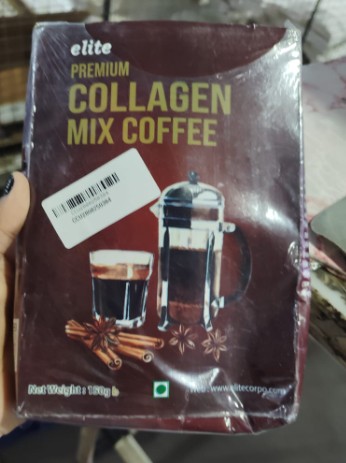 elite
PREMIUM
COLLAGEN
MIX COFFEE
Net Weight : 150g
www.elitecorpo.com